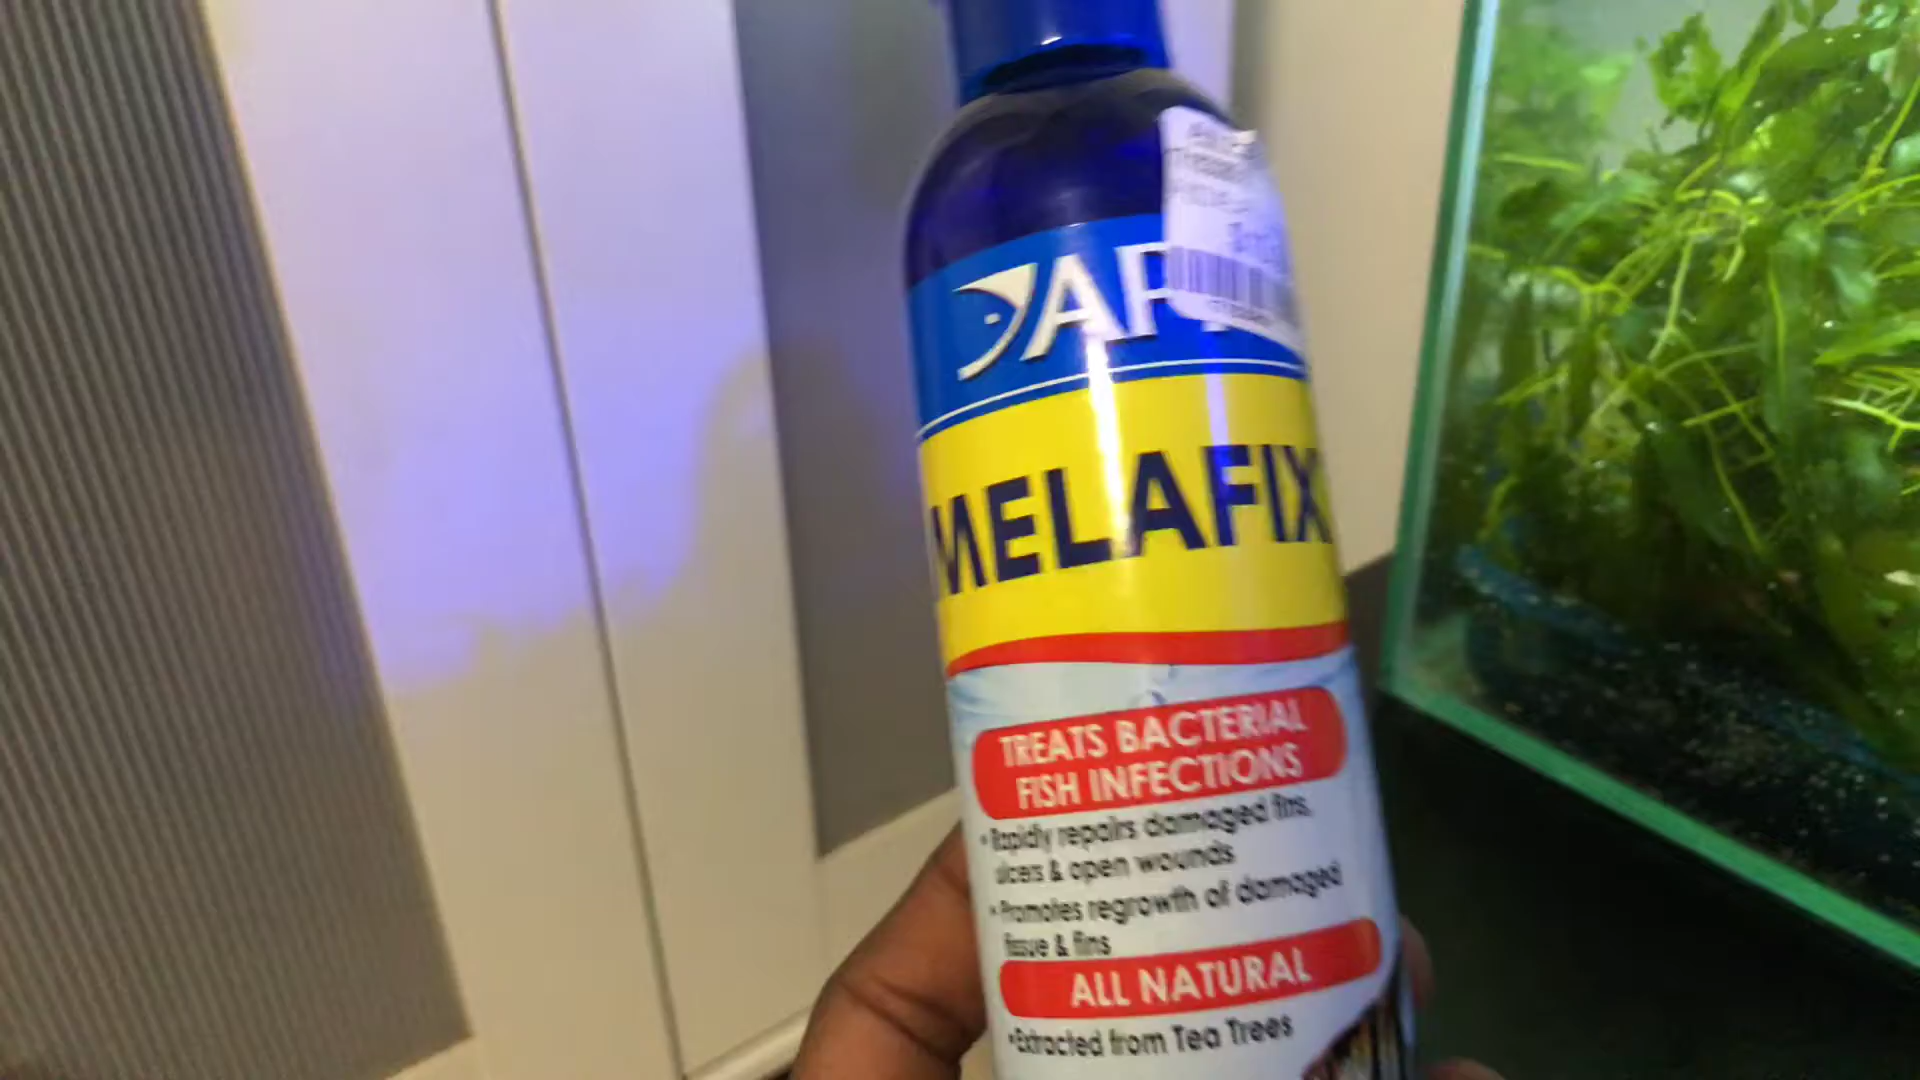 API
MELAFIX
TREATS BACTERIAL
FISH INFECTIONS
• Rapidly repairs damaged fins,
ulcers & open wounds
• Promotes regrowth of damaged
tissue & fins
ALL NATURAL
• Extracted from Tea Trees